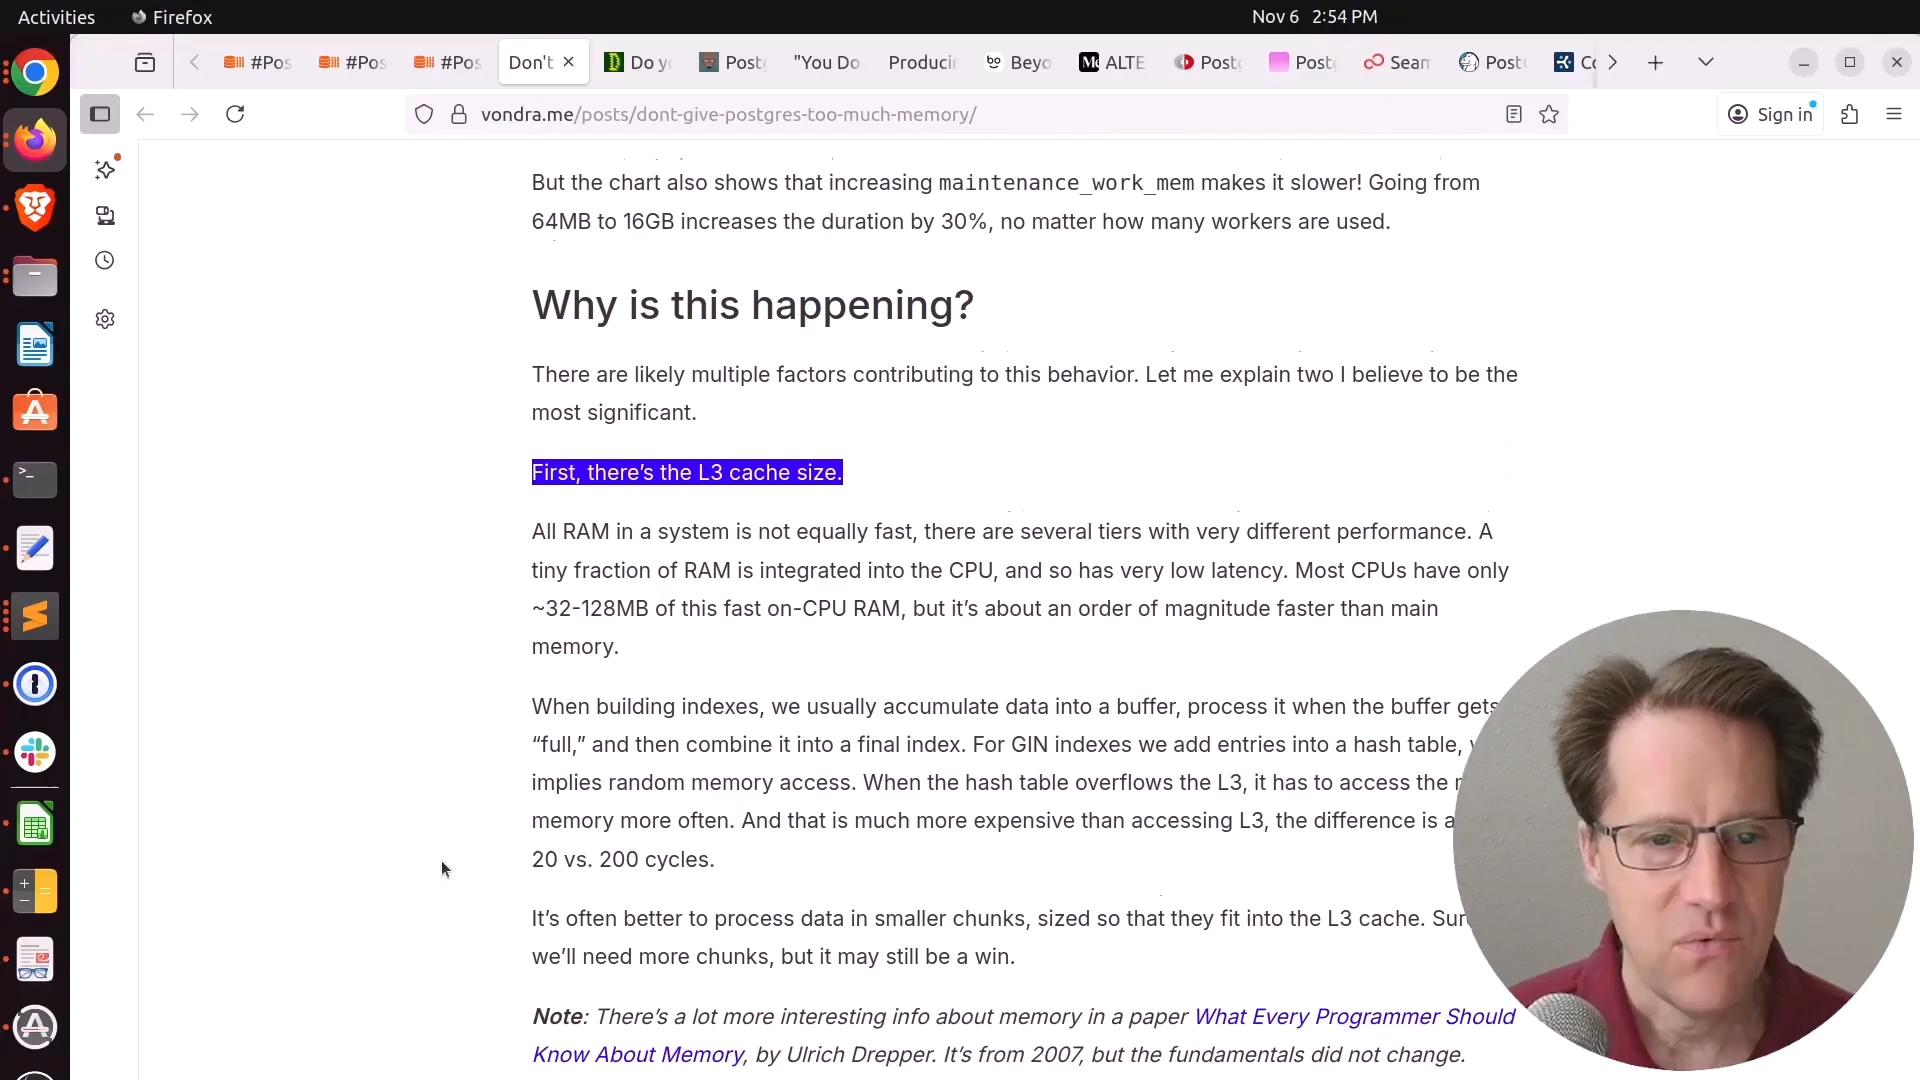 Activities
Firefox
Nov 6 2:54 PM
#Pos
#Pos
#Pos
Don't
Do y
Post
"You Do
Produci
Beyo
ALTE
Post
Post
Sean
Post
Co
vondra.me/posts/dont-give-postgres-too-much-memory/
Sign in
But the chart also shows that increasing maintenance_work_mem makes it slower! Going from
64MB to 16GB increases the duration by 30%, no matter how many workers are used.
Why is this happening?
There are likely multiple factors contributing to this behavior. Let me explain two I believe to be the
most significant.
First, there’s the L3 cache size.
All RAM in a system is not equally fast, there are several tiers with very different performance. A
tiny fraction of RAM is integrated into the CPU, and so has very low latency. Most CPUs have only
~32-128MB of this fast on-CPU RAM, but it’s about an order of magnitude faster than main
memory.
When building indexes, we usually accumulate data into a buffer, process it when the buffer gets
“full,” and then combine it into a final index. For GIN indexes we add entries into a hash table,
implies random memory access. When the hash table overflows the L3, it has to access the
memory more often. And that is much more expensive than accessing L3, the difference is
20 vs. 200 cycles.
It’s often better to process data in smaller chunks, sized so that they fit into the L3 cache.
we’ll need more chunks, but it may still be a win.
Note: There’s a lot more interesting info about memory in a paper What Every Programmer Should
Know About Memory, by Ulrich Drepper. It’s from 2007, but the fundamentals did not change.